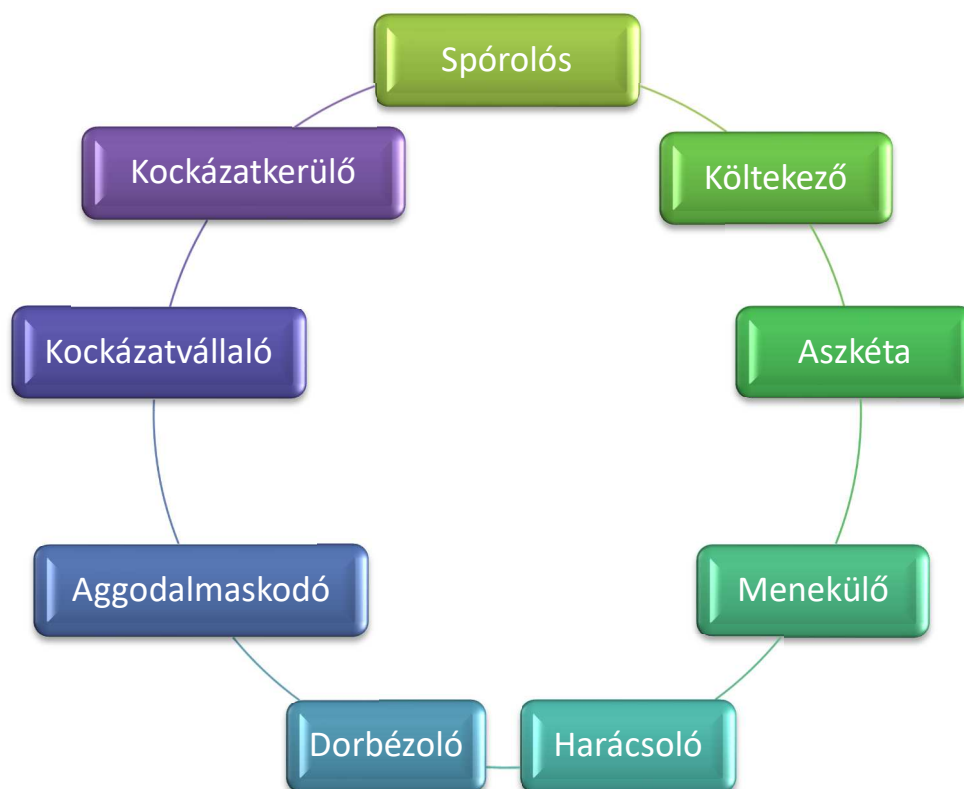 Spórolós
Költekező
Aszkéta
Menekülő
Harácsoló
Dorbézoló
Aggodalmaskodó
Kockázatvállaló
Kockázatkerülő